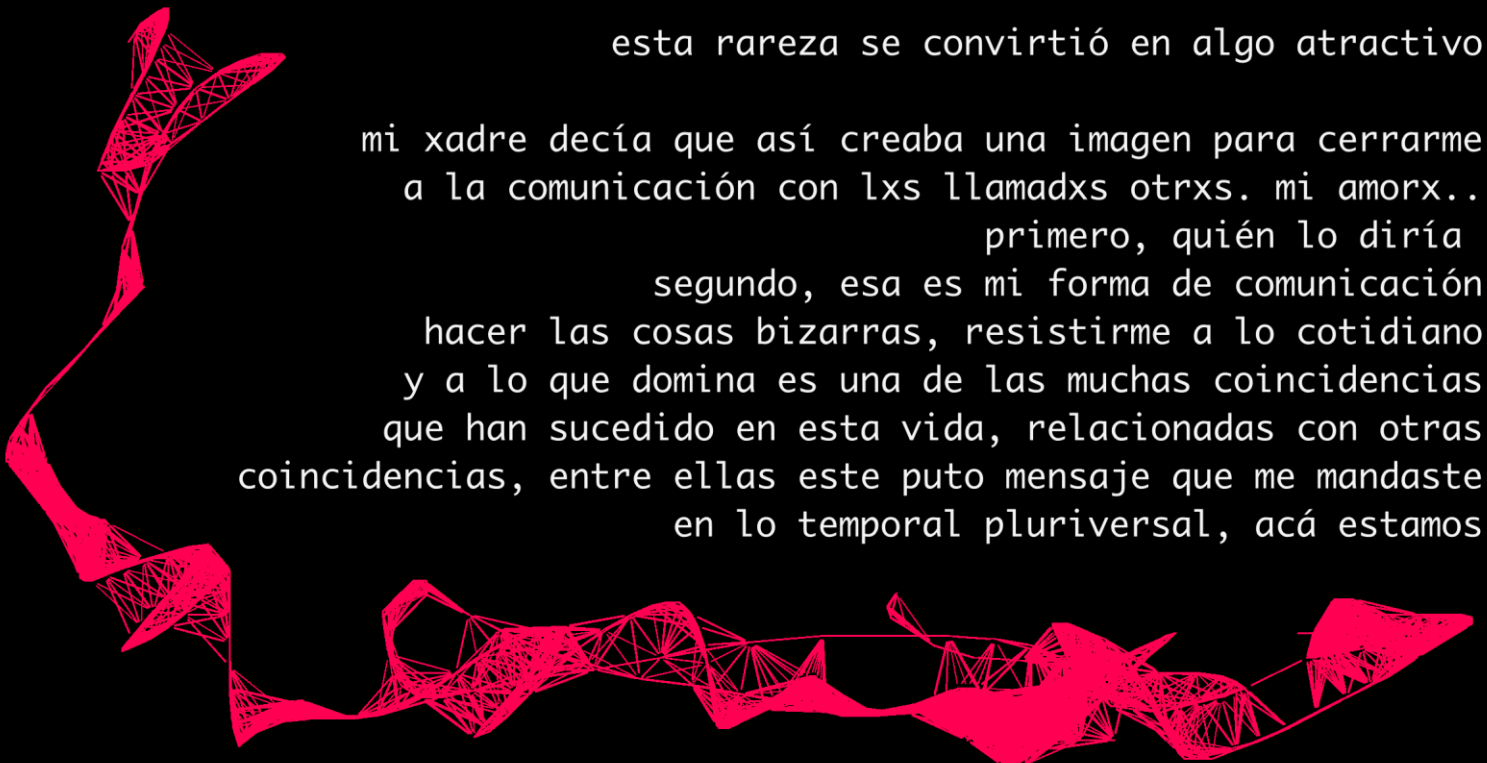 esta rareza se convirtió en algo atractivo
mi xadre decía que así creaba una imagen para cerrarme
a la comunicación con lxs llamadxs otrxs. mi amorx..
primero, quién lo diría
segundo, esa es mi forma de comunicación
hacer las cosas bizarras, resistirme a lo cotidiano
y a lo que domina es una de las muchas coincidencias
que han sucedido en esta vida, relacionadas con otras
coincidencias, entre ellas este puto mensaje que me mandaste
en lo temporal pluriversal, acá estamos